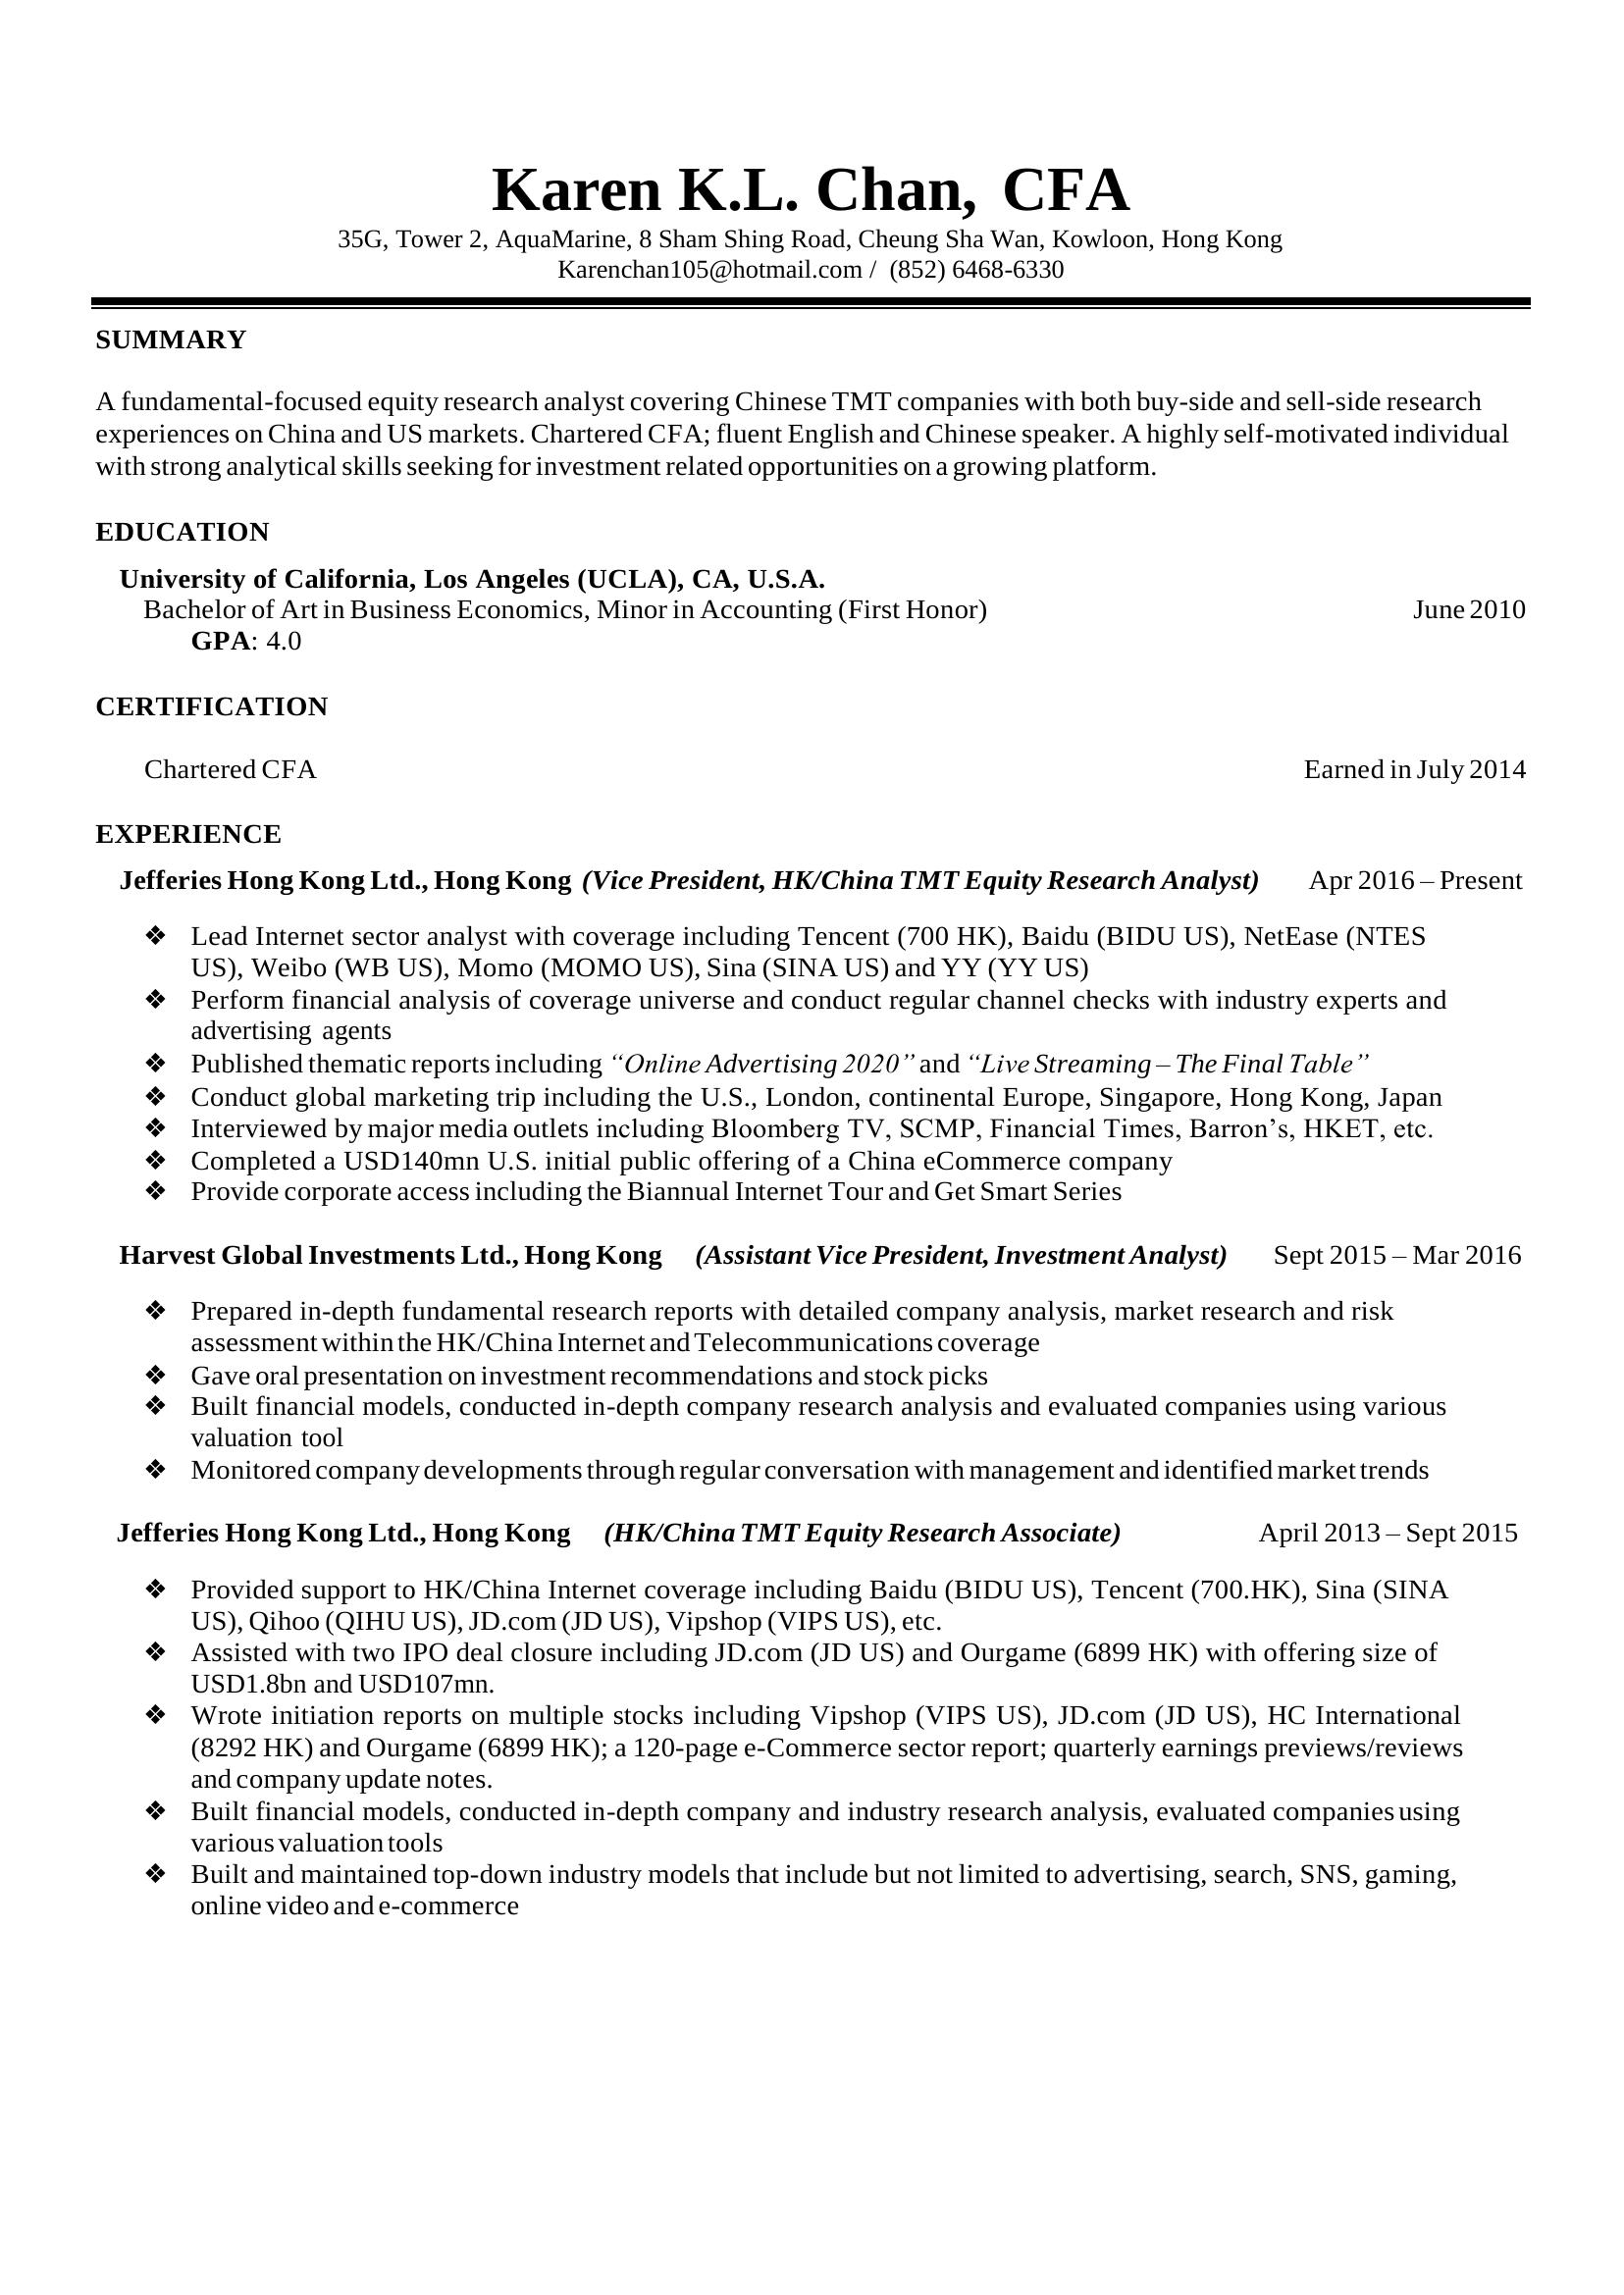 Karen K.L. Chan, CFA
35G, Tower 2, AquaMarine, 8 Sham Shing Road, Cheung Sha Wan, Kowloon, Hong Kong
Karenchan105@hotmail.com / (852) 6468-6330
SUMMARY
A fundamental-focused equity research analyst covering Chinese TMT companies with both buy-side and sell-side research
experiences on China and US markets. Chartered CFA; fluent English and Chinese speaker. A highly self-motivated individual
with strong analytical skills seeking for investment related opportunities on a growing platform.
EDUCATION
University of California, Los Angeles (UCLA), CA, U.S.A.
Bachelor of Art in Business Economics, Minor in Accounting (First Honor) June 2010
GPA: 4.0
CERTIFICATION
Chartered CFA Earned in July 2014
EXPERIENCE
Jefferies Hong Kong Ltd., Hong Kong (Vice President, HK/China TMT Equity Research Analyst) Apr 2016 – Present
❖ Lead Internet sector analyst with coverage including Tencent (700 HK), Baidu (BIDU US), NetEase (NTES
US), Weibo (WB US), Momo (MOMO US), Sina (SINA US) and YY (YY US)
❖ Perform financial analysis of coverage universe and conduct regular channel checks with industry experts and
advertising agents
❖ Published thematic reports including “Online Advertising 2020” and “Live Streaming – The Final Table”
❖ Conduct global marketing trip including the U.S., London, continental Europe, Singapore, Hong Kong, Japan
❖ Interviewed by major media outlets including Bloomberg TV, SCMP, Financial Times, Barron’s, HKET, etc.
❖ Completed a USD140mn U.S. initial public offering of a China eCommerce company
❖ Provide corporate access including the Biannual Internet Tour and Get Smart Series
Harvest Global Investments Ltd., Hong Kong (Assistant Vice President, Investment Analyst) Sept 2015 – Mar 2016
❖ Prepared in-depth fundamental research reports with detailed company analysis, market research and risk
assessment within the HK/China Internet and Telecommunications coverage
❖ Gave oral presentation on investment recommendations and stock picks
❖ Built financial models, conducted in-depth company research analysis and evaluated companies using various
valuation tool
❖ Monitored company developments through regular conversation with management and identified market trends
Jefferies Hong Kong Ltd., Hong Kong (HK/China TMT Equity Research Associate) April 2013 – Sept 2015
❖ Provided support to HK/China Internet coverage including Baidu (BIDU US), Tencent (700.HK), Sina (SINA
US), Qihoo (QIHU US), JD.com (JD US), Vipshop (VIPS US), etc.
❖ Assisted with two IPO deal closure including JD.com (JD US) and Ourgame (6899 HK) with offering size of
USD1.8bn and USD107mn.
❖ Wrote initiation reports on multiple stocks including Vipshop (VIPS US), JD.com (JD US), HC International
(8292 HK) and Ourgame (6899 HK); a 120-page e-Commerce sector report; quarterly earnings previews/reviews
and company update notes.
❖ Built financial models, conducted in-depth company and industry research analysis, evaluated companies using
various valuation tools
❖ Built and maintained top-down industry models that include but not limited to advertising, search, SNS, gaming,
online video and e-commerce